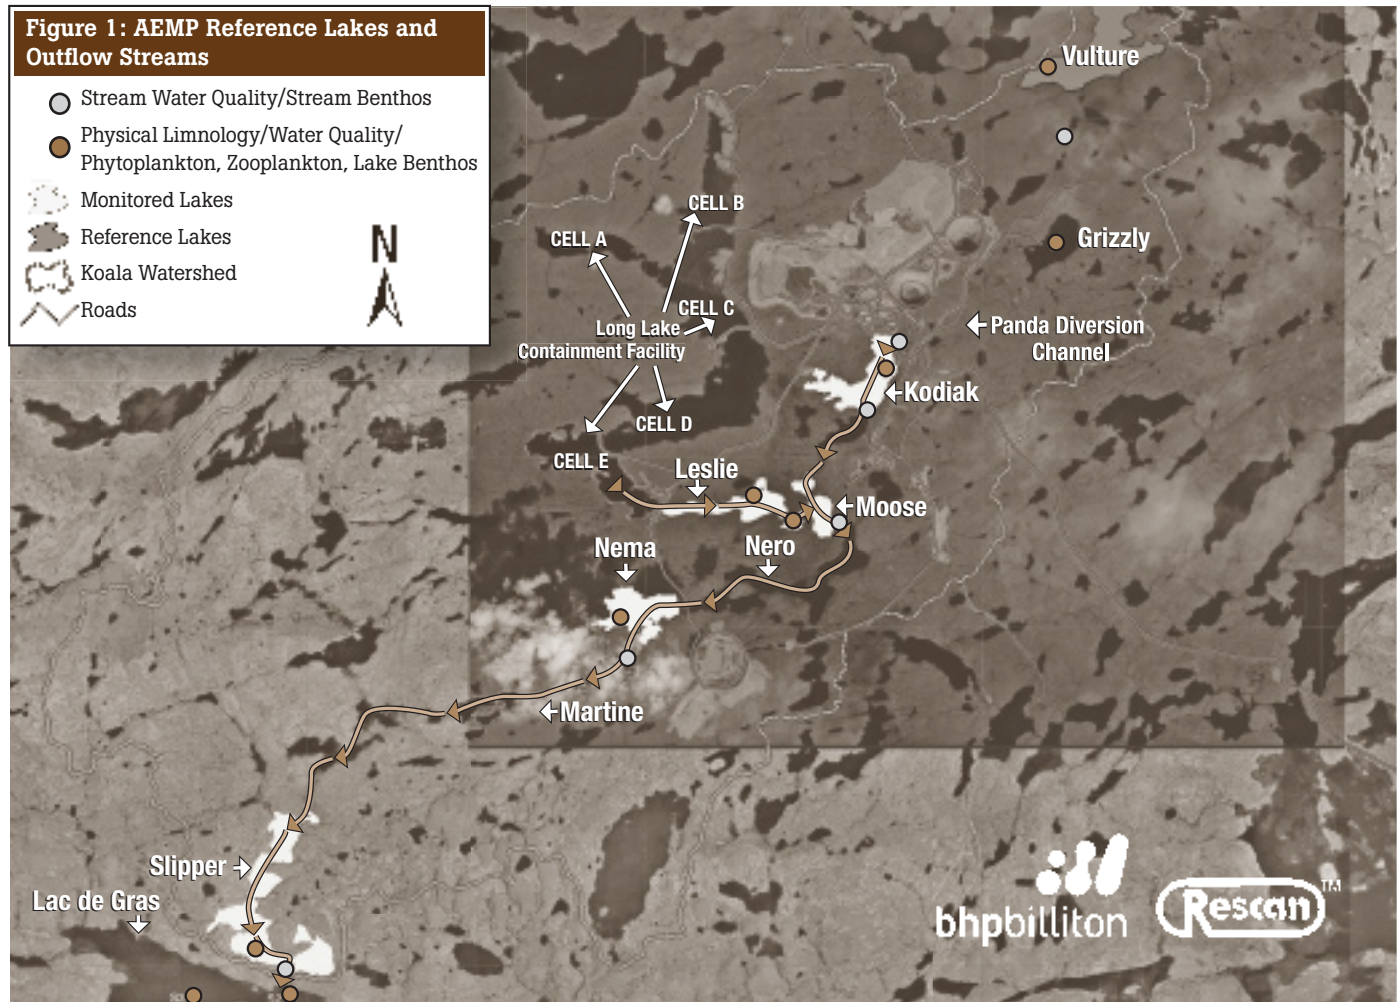 Figure 1: AEMP Reference Lakes and
Outflow Streams
Stream Water Quality/Stream Benthos
Physical Limnology/Water Quality/
Phytoplankton, Zooplankton, Lake Benthos
Monitored Lakes
Reference Lakes
Koala Watershed
Roads
N
Vulture
CELL B
CELL A
Grizzly
CELL C
Long Lake
Containment Facility
Panda Diversion
Channel
Kodiak
CELL D
CELL E
Leslie
Moose
Nema
Nero
Martine
Slipper
Lac de Gras
bhpbilliton
Rescan™